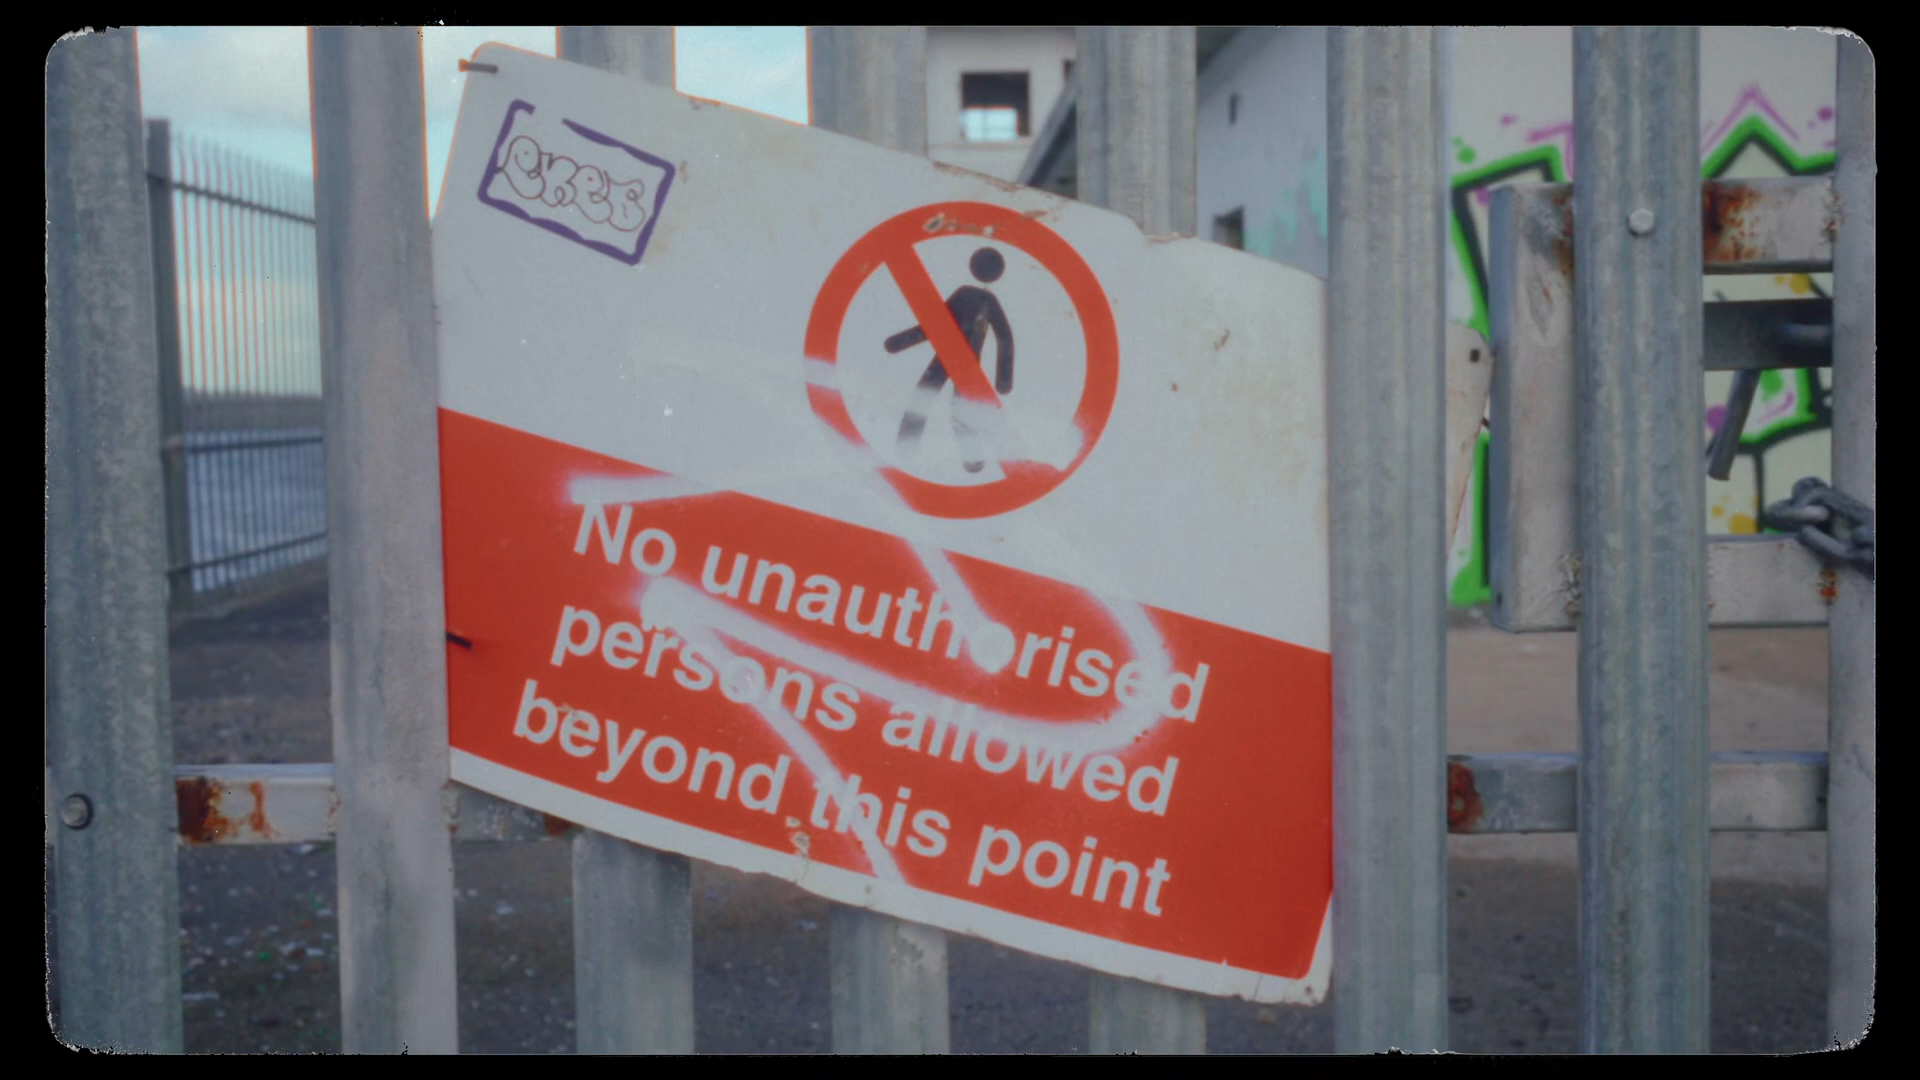 No unauthorised
persons allowed
beyond this point